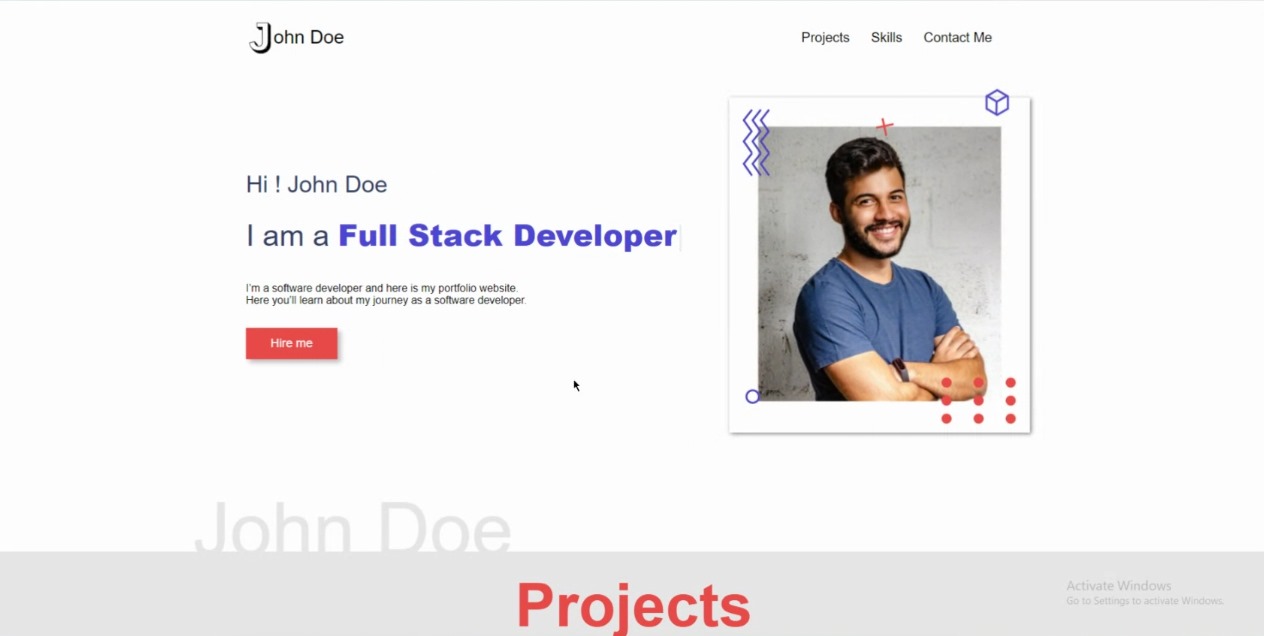 John Doe
Projects Skills Contact Me
Hi ! John Doe
I am a Full Stack Developer
I'm a software developer and here is my portfolio website.
Here you'll learn about my journey as a software developer.
Hire me
John Doe
Projects
Activate Windows
Go to Settings to activate Windows.